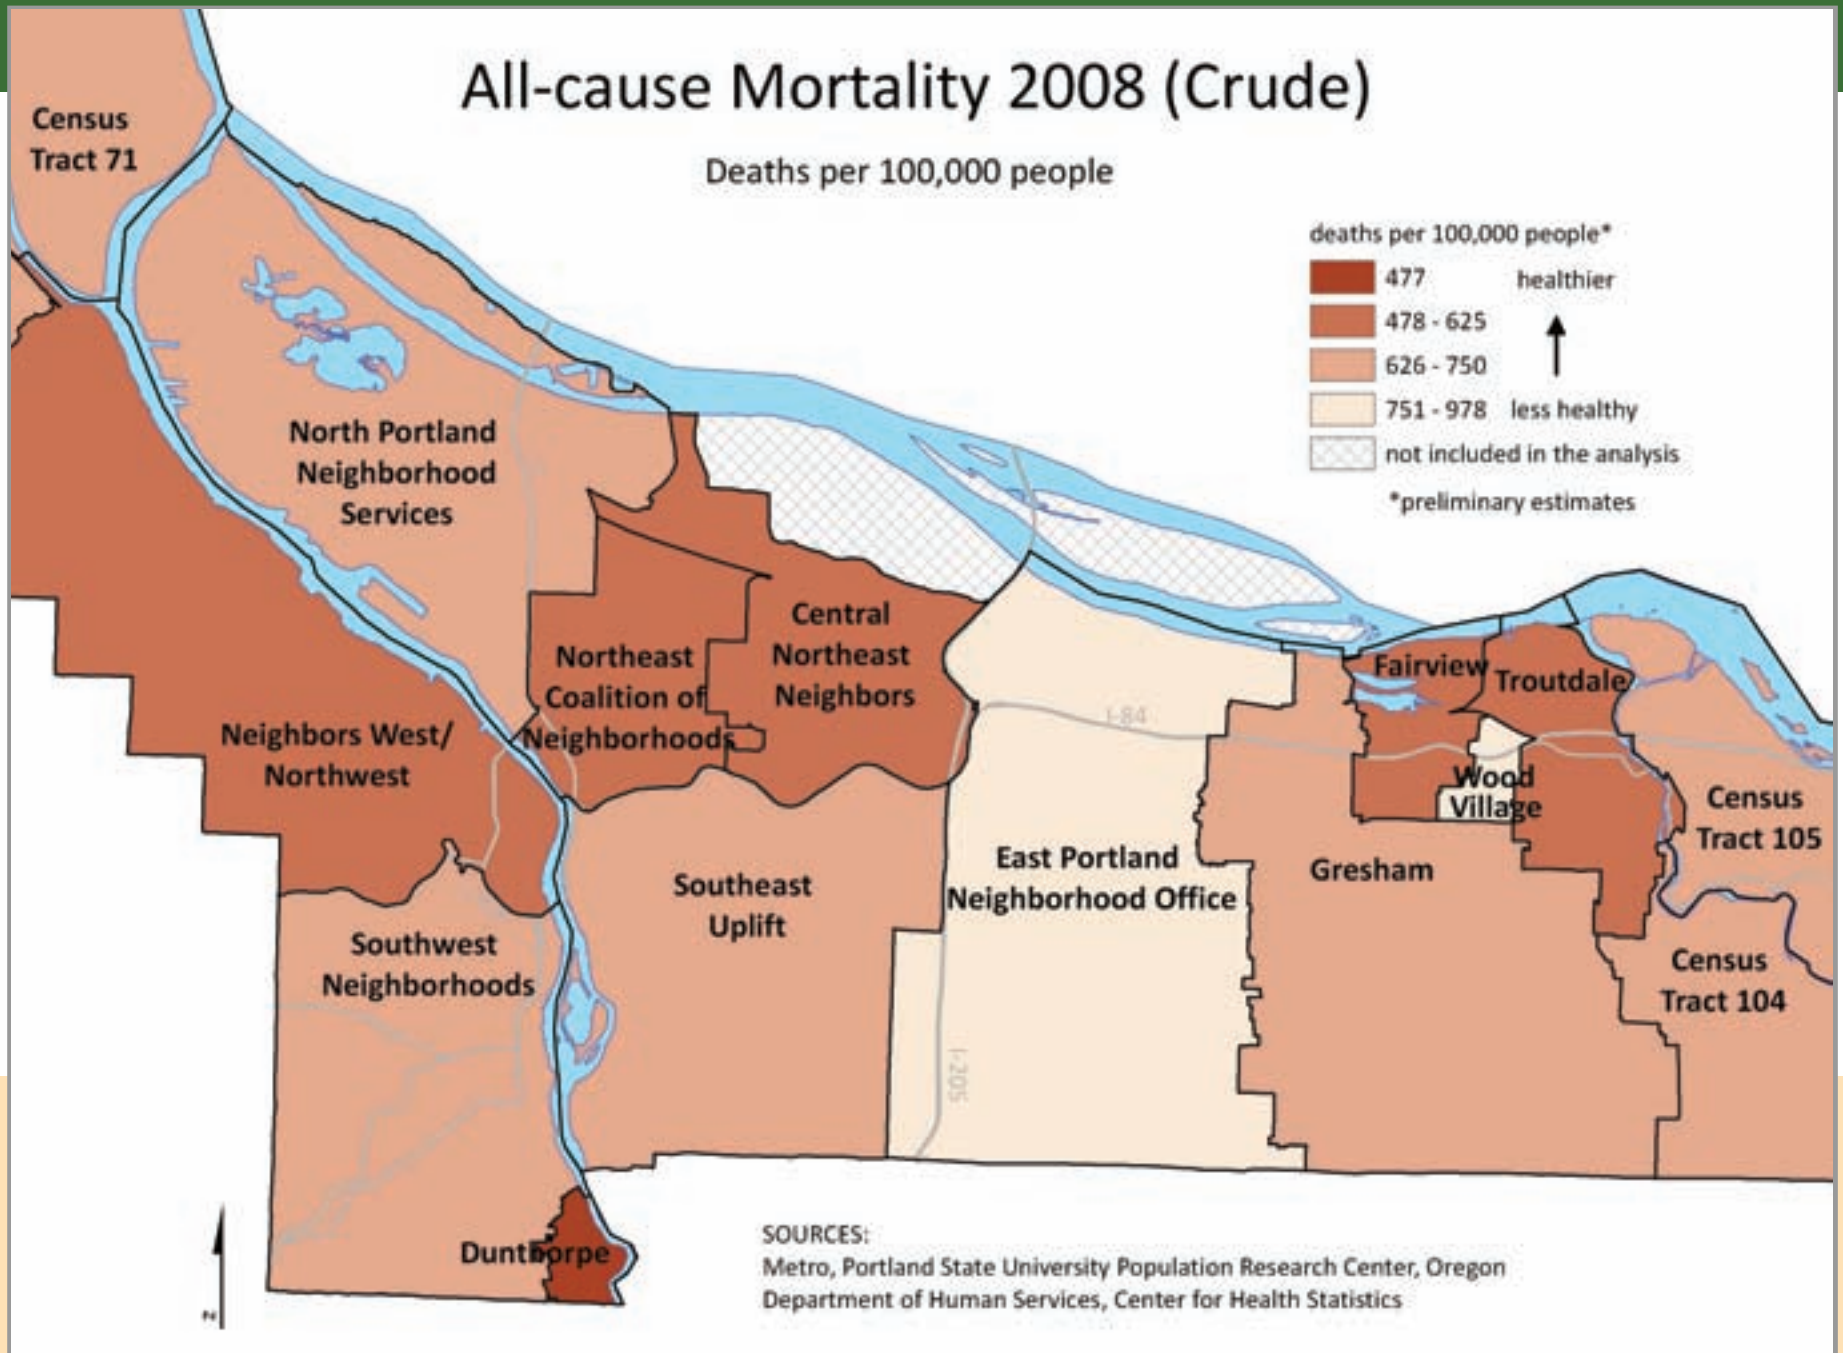 All-cause Mortality 2008 (Crude)
Deaths per 100,000 people
deaths per 100,000 people*
477 healthier
478 - 625
626 - 750
751 - 978 less healthy
not included in the analysis
*preliminary estimates
Census
Tract 71
North Portland
Neighborhood
Services
Neighbors West/
Northwest
Northeast
Coalition of
Neighborhoods
Central
Northeast
Neighbors
Fairview
Troutdale
I-84
Wood
Village
Census
Tract 105
Southeast
Uplift
East Portland
Neighborhood Office
Gresham
Southwest
Neighborhoods
Census
Tract 104
I-205
Dunthorpe
N
SOURCES:
Metro, Portland State University Population Research Center, Oregon
Department of Human Services, Center for Health Statistics